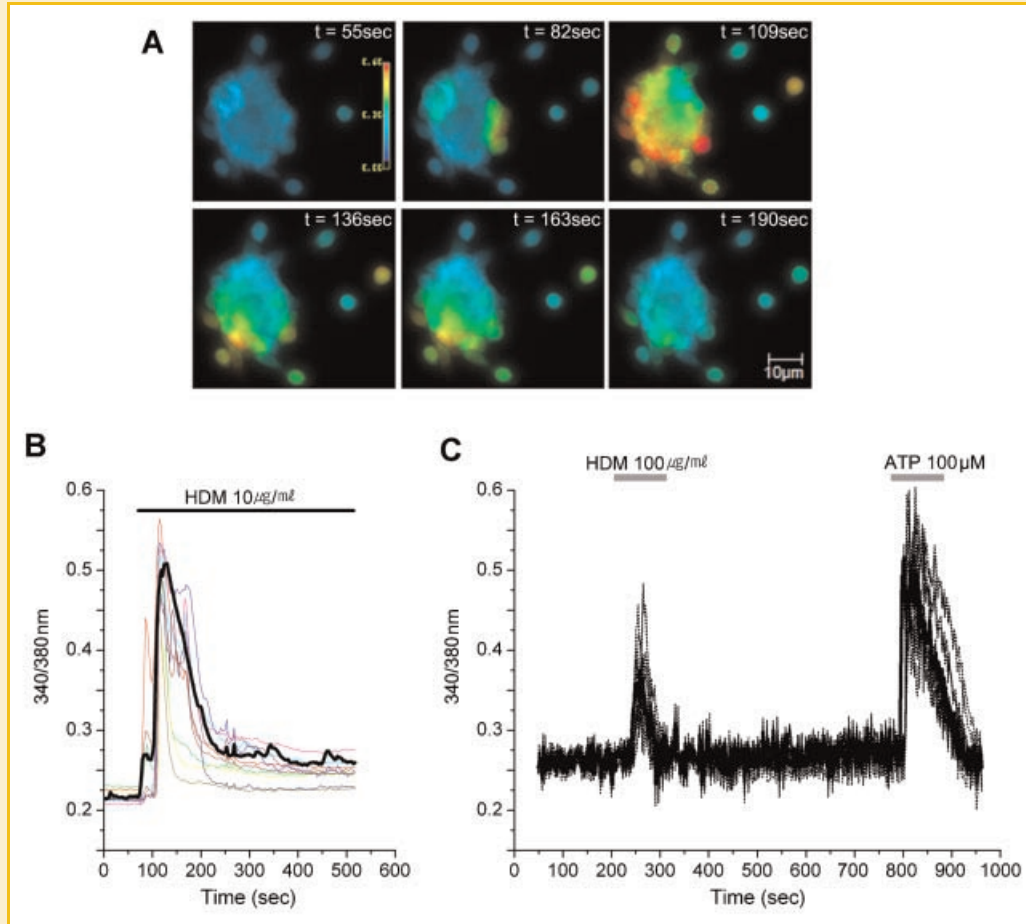 A
t = 55sec
t = 82sec
t = 109sec
t = 136sec
t = 163sec
t = 190sec
10μm
B
HDM 10㎍/㎖
0.6
0.5
0.4
0.3
0.2
340/380nm
0 100 200 300 400 500 600
Time (sec)
C
HDM 100㎍/㎖
ATP 100μM
0.6
0.5
0.4
0.3
0.2
340/380nm
0 100 200 300 400 500 600 700 800 900 1000
Time (sec)